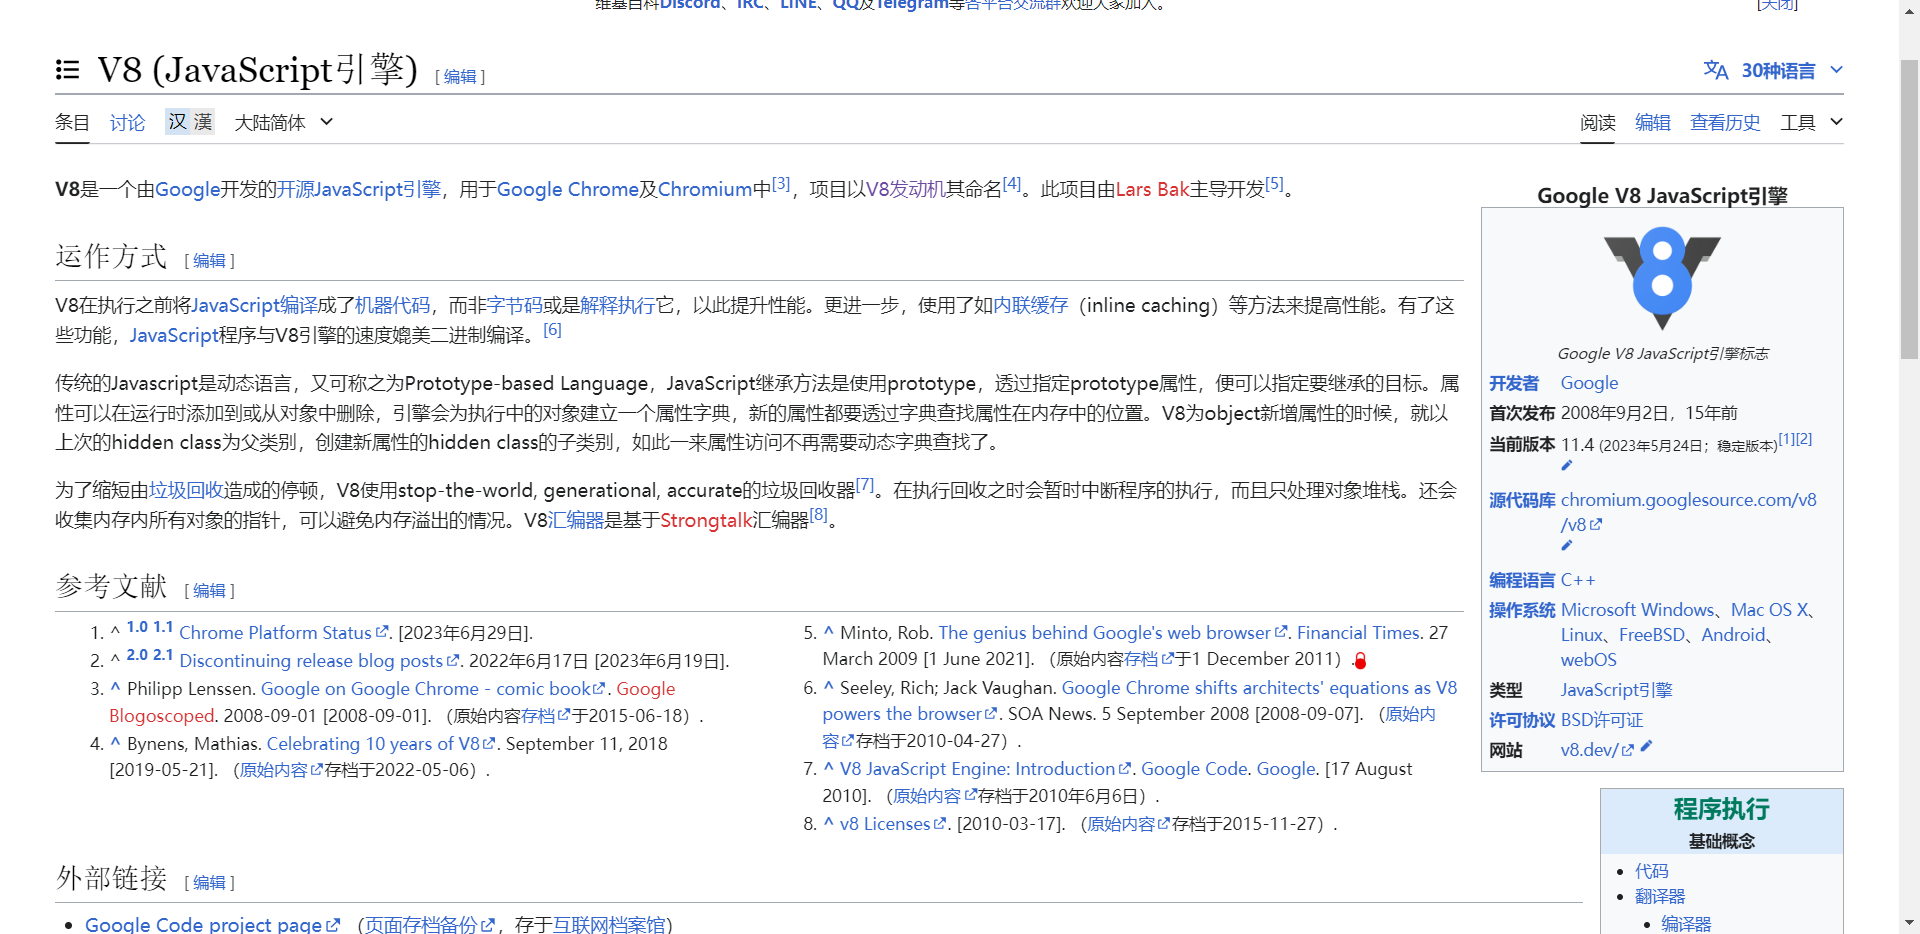 维基百科Discord、IRC、LINE、QQ及Telegram等各平台交流群欢迎大家加入。 [关闭]
V8 (JavaScript引擎) [ 编辑 ]
30种语言
条目 讨论 汉 漢 大陆简体
阅读 编辑 查看历史 工具
V8是一个由Google开发的开源JavaScript引擎，用于Google Chrome及Chromium中[3]，项目以V8发动机其命名[4]。此项目由Lars Bak主导开发[5]。
运作方式 [ 编辑 ]
V8在执行之前将JavaScript编译成了机器代码，而非字节码或是解释执行它，以此提升性能。更进一步，使用了如内联缓存（inline caching）等方法来提高性能。有了这
些功能，JavaScript程序与V8引擎的速度媲美二进制编译。[6]
传统的Javascript是动态语言，又可称之为Prototype-based Language，JavaScript继承方法是使用prototype，透过指定prototype属性，便可以指定要继承的目标。属
性可以在运行时添加到或从对象中删除，引擎会为执行中的对象建立一个属性字典，新的属性都要透过字典查找属性在内存中的位置。V8为object新增属性的时候，就以
上次的hidden class为父类别，创建新属性的hidden class的子类别，如此一来属性访问不再需要动态字典查找了。
为了缩短由垃圾回收造成的停顿，V8使用stop-the-world, generational, accurate的垃圾回收器[7]。在执行回收之时会暂时中断程序的执行，而且只处理对象堆栈。还会
收集内存内所有对象的指针，可以避免内存溢出的情况。V8汇编器是基于Strongtalk汇编器[8]。
参考文献 [ 编辑 ]
1. ^ 1.0 1.1 Chrome Platform Status. [2023年6月29日].
2. ^ 2.0 2.1 Discontinuing release blog posts. 2022年6月17日 [2023年6月19日].
3. ^ Philipp Lenssen. Google on Google Chrome - comic book. Google
Blogoscoped. 2008-09-01 [2008-09-01]. （原始内容存档于2015-06-18）.
4. ^ Bynens, Mathias. Celebrating 10 years of V8. September 11, 2018
[2019-05-21]. （原始内容存档于2022-05-06）.
5. ^ Minto, Rob. The genius behind Google's web browser. Financial Times. 27
March 2009 [1 June 2021]. （原始内容存档于1 December 2011）.
6. ^ Seeley, Rich; Jack Vaughan. Google Chrome shifts architects' equations as V8
powers the browser. SOA News. 5 September 2008 [2008-09-07]. （原始内
容存档于2010-04-27）.
7. ^ V8 JavaScript Engine: Introduction. Google Code. Google. [17 August
2010]. （原始内容存档于2010年6月6日）.
8. ^ v8 Licenses. [2010-03-17]. （原始内容存档于2015-11-27）.
外部链接 [ 编辑 ]
• Google Code project page （页面存档备份，存于互联网档案馆）
Google V8 JavaScript引擎
8
Google V8 JavaScript引擎标志
开发者 Google
首次发布 2008年9月2日，15年前
当前版本 11.4 (2023年5月24日；稳定版本)[1][2]
源代码库 chromium.googlesource.com/v8
/v8
编程语言 C++
操作系统 Microsoft Windows、Mac OS X、
Linux、FreeBSD、Android、
webOS
类型 JavaScript引擎
许可协议 BSD许可证
网站 v8.dev/
程序执行
基础概念
• 代码
• 翻译器
• 编译器